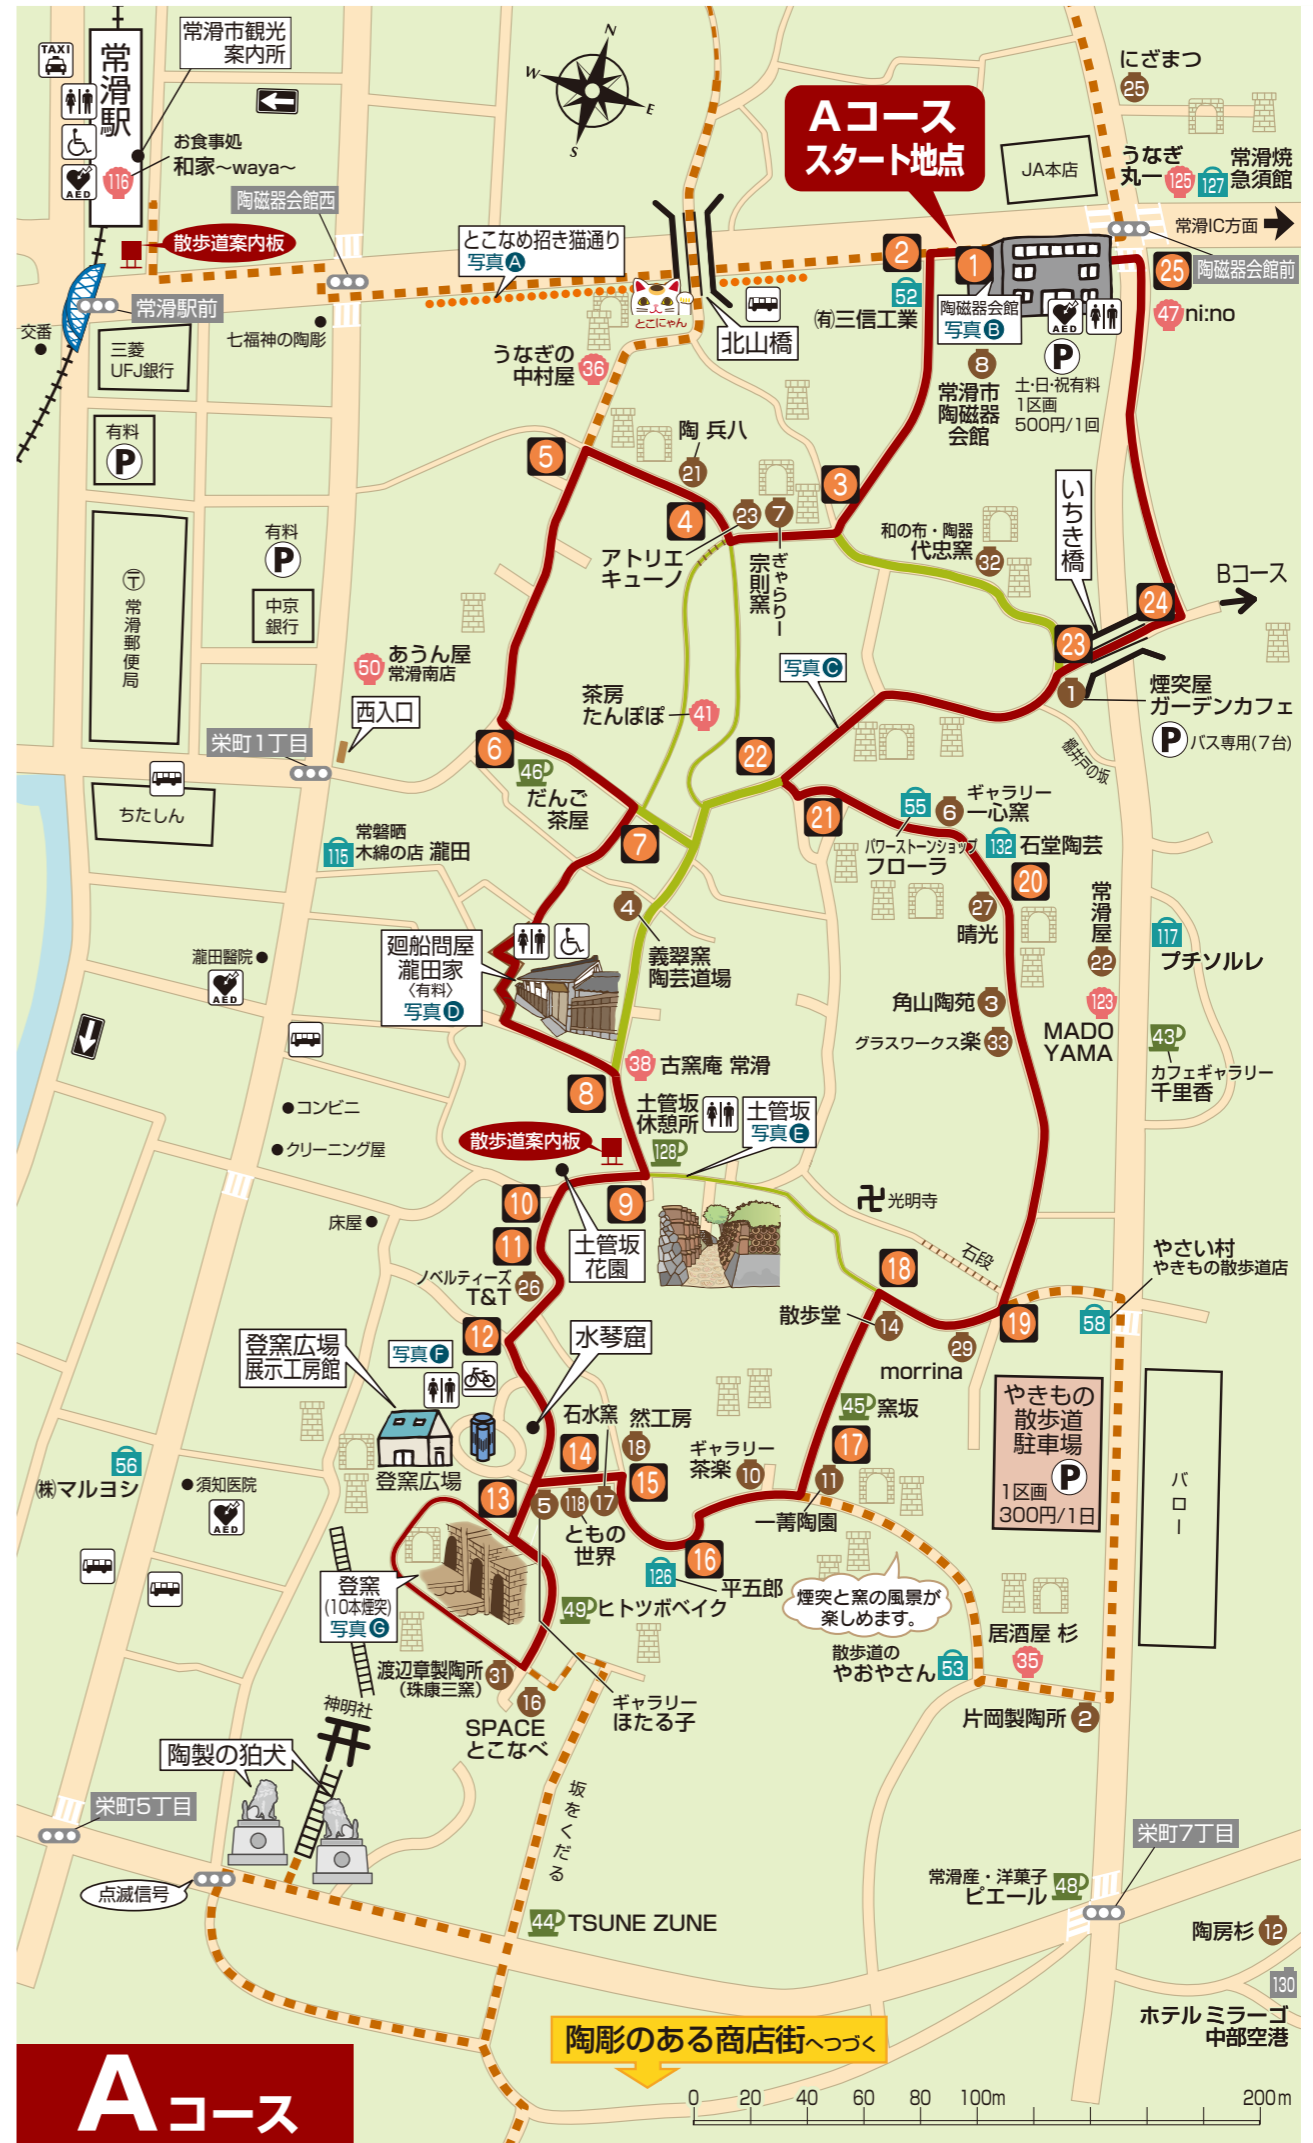 TAXI
常滑駅
AED
常滑市観光
案内所
お食事処
和家～waya～
116
散歩道案内板
陶磁器会館西
N
W
E
S
とこなめ招き猫通り
写真A
とこにゃん
北山橋
Aコース
スタート地点
JA本店
にざまつ
25
うなぎ
丸一
125
127
常滑焼
急須館
常滑IC方面
陶磁器会館前
25
47
ni:no
2
52
㈲三信工業
1
陶磁器会館
写真B
8
常滑市
陶磁器
会館
AED
P
土・日・祝有料
1区画
500円/1回
常滑駅前
交番
三菱
UFJ銀行
七福神の陶彫
うなぎの
中村屋
36
有料
P
有料
P
〒
常滑郵便局
中京
銀行
5
陶 兵八
21
4
23
7
アトリエ
キューノ
ぎゃらりー
宗則窯
3
和の布・陶器
代忠窯
32
いちき橋
Bコース
24
23
1
煙突屋
ガーデンカフェ
P
バス専用(7台)
棚井戸の坂
写真C
50
あうん屋
常滑南店
西入口
栄町1丁目
ちたしん
茶房
たんぽぽ
41
22
6
46
だんご
茶屋
7
115
常磐晒
木綿の店 瀧田
21
55
6
ギャラリー
一心窯
パワーストーンショップ
フローラ
132
石堂陶芸
20
27
晴光
常滑屋
22
117
プチソルレ
4
義翠窯
陶芸道場
廻船問屋
瀧田家
〈有料〉
写真D
瀧田医院
AED
角山陶苑
3
グラスワークス楽
33
123
MADO
YAMA
43
カフェギャラリー
千里香
38
古窯庵 常滑
8
土管坂
休憩所
128
土管坂
写真E
散歩道案内板
コンビニ
クリーニング屋
床屋
10
11
9
土管坂
花園
卍
光明寺
石段
ノベルティーズ
T&T
26
12
18
散歩堂
14
29
morrina
19
58
やさい村
やきもの散歩道店
登窯広場
展示工房館
写真F
水琴窟
登窯広場
石水窯
然工房
18
14
15
ギャラリー
茶楽
10
45
窯坂
17
11
一菁陶園
やきもの
散歩道
駐車場
P
1区画
300円/1日
バロー
56
㈱マルヨシ
須知医院
AED
13
5
118
17
ともの
世界
16
126
平五郎
煙突と窯の風景が
楽しめます。
登窯
(10本煙突)
写真G
49
ヒトツボベイク
散歩道の
やおやさん
53
居酒屋 杉
35
片岡製陶所
2
渡辺章製陶所
(珠康三窯)
31
16
SPACE
とこなべ
ギャラリー
ほたる子
神明社
陶製の狛犬
栄町5丁目
点滅信号
坂をくだる
44
TSUNE ZUNE
栄町7丁目
常滑産・洋菓子
ピエール
48
陶房杉
12
130
ホテル ミラーゴ
中部空港
陶彫のある商店街へつづく
Aコース
0 20 40 60 80 100m 200m